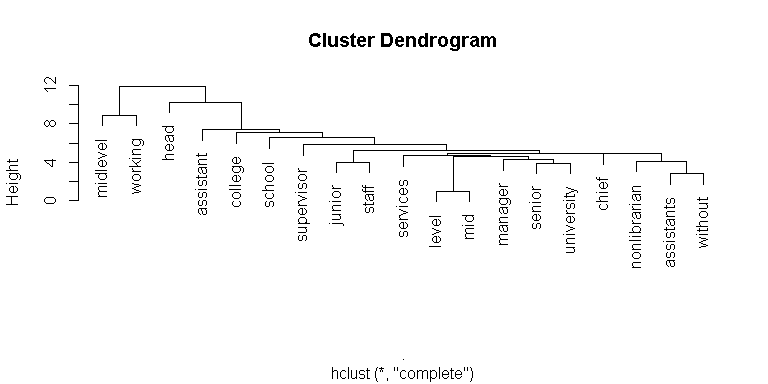 Cluster Dendrogram
Height
12
8
4
0
midlevel
working
head
assistant
college
school
supervisor
junior
staff
services
level
mid
manager
senior
university
chief
nonlibrarian
assistants
without
.
hclust (*, "complete")